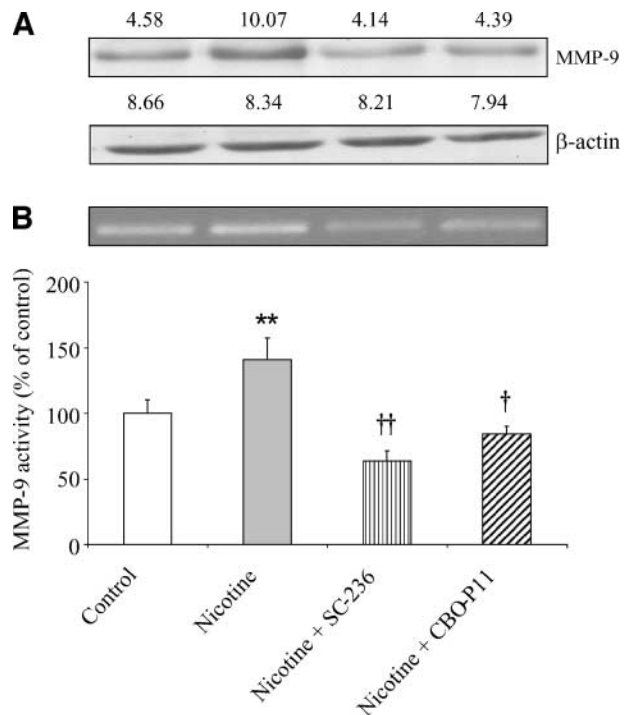 A
4.58 10.07 4.14 4.39
MMP-9
8.66 8.34 8.21 7.94
β-actin
B
MMP-9 activity (% of control)
200
150
100
50
0
**
††
†
Control
Nicotine
Nicotine + SC-236
Nicotine + CBO-P11